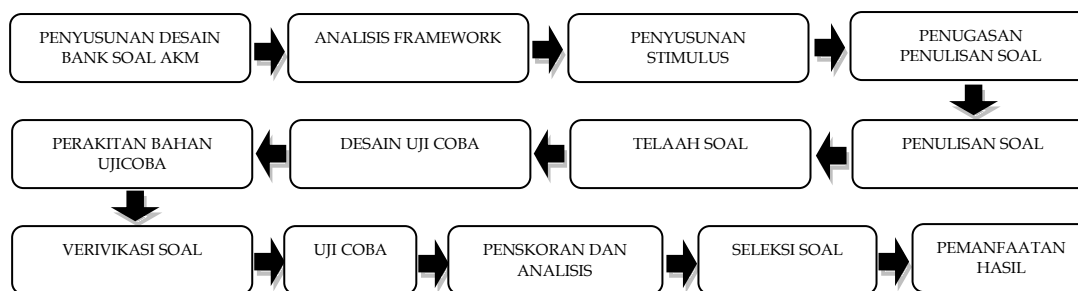 PENYUSUNAN DESAIN
BANK SOAL AKM
ANALISIS FRAMEWORK
PENYUSUNAN
STIMULUS
PENUGASAN
PENULISAN SOAL
PENULISAN SOAL
TELAAH SOAL
DESAIN UJI COBA
PERAKITAN BAHAN
UJICOBA
VERIVIKASI SOAL
UJI COBA
PENSKORAN DAN
ANALISIS
SELEKSI SOAL
PEMANFAATAN
HASIL